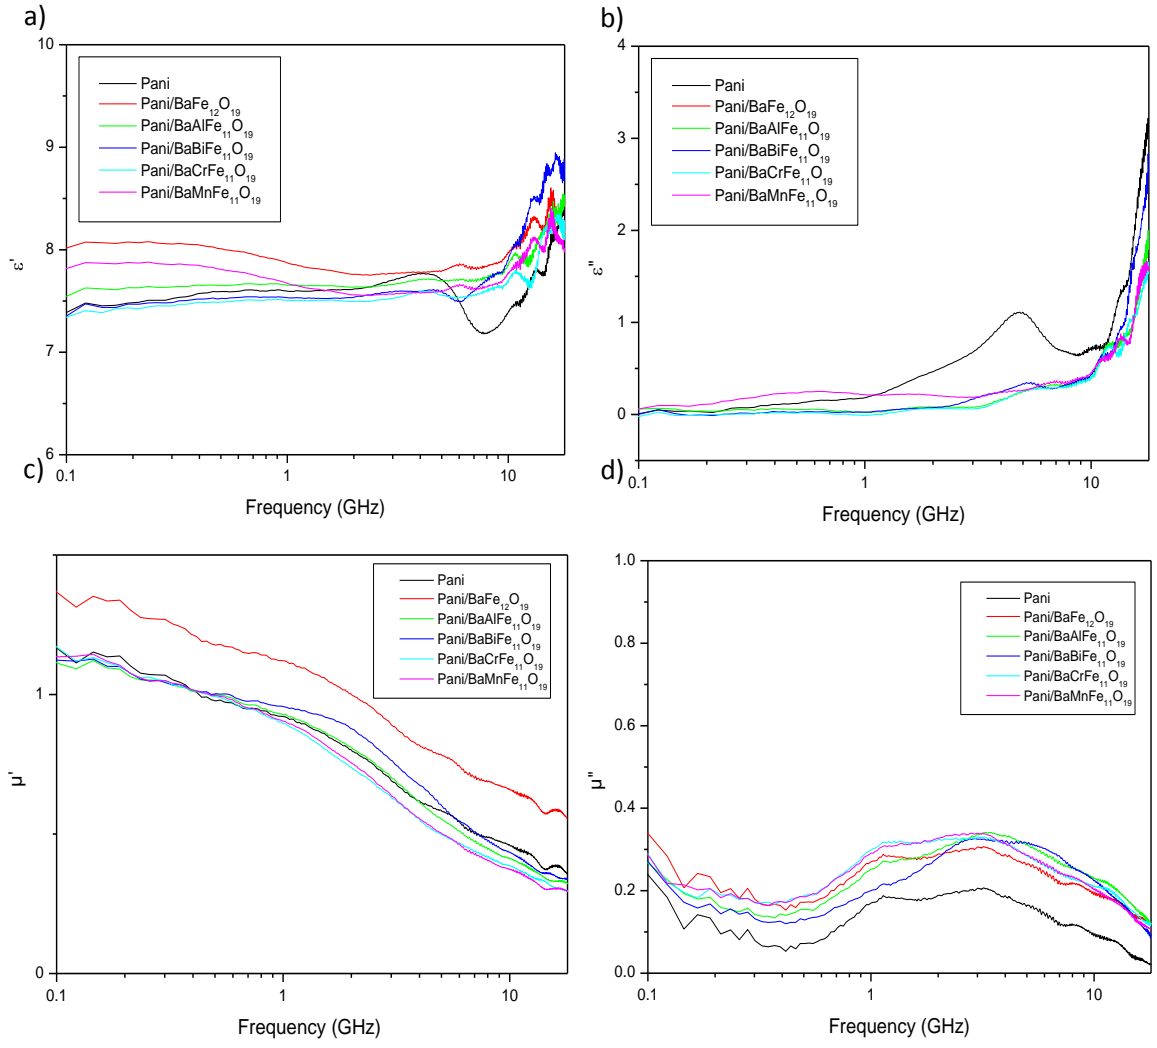 a)
10
9
8
7
6
ε'
Pani
Pani/BaFe₁₂O₁₉
Pani/BaAlFe₁₁O₁₉
Pani/BaBiFe₁₁O₁₉
Pani/BaCrFe₁₁O₁₉
Pani/BaMnFe₁₁O₁₉
0.1
1
10
Frequency (GHz)
b)
4
3
2
1
0
ε''
Pani
Pani/BaFe₁₂O₁₉
Pani/BaAlFe₁₁O₁₉
Pani/BaBiFe₁₁O₁₉
Pani/BaCrFe₁₁O₁₉
Pani/BaMnFe₁₁O₁₉
0.1
1
10
Frequency (GHz)
c)
1
0
μ'
Pani
Pani/BaFe₁₂O₁₉
Pani/BaAlFe₁₁O₁₉
Pani/BaBiFe₁₁O₁₉
Pani/BaCrFe₁₁O₁₉
Pani/BaMnFe₁₁O₁₉
0.1
1
10
Frequency (GHz)
d)
1.0
0.8
0.6
0.4
0.2
0.0
μ''
Pani
Pani/BaFe₁₂O₁₉
Pani/BaAlFe₁₁O₁₉
Pani/BaBiFe₁₁O₁₉
Pani/BaCrFe₁₁O₁₉
Pani/BaMnFe₁₁O₁₉
0.1
1
10
Frequency (GHz)